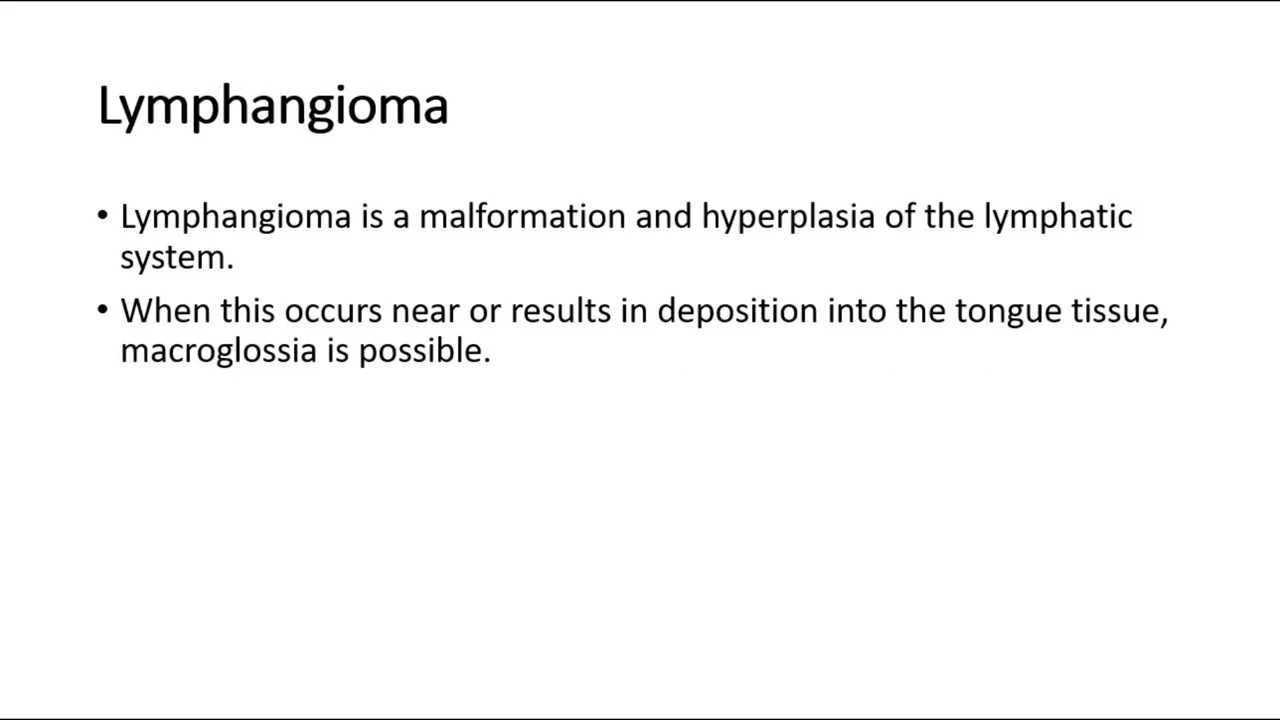 Lymphangioma
• Lymphangioma is a malformation and hyperplasia of the lymphatic
system.
• When this occurs near or results in deposition into the tongue tissue,
macroglossia is possible.